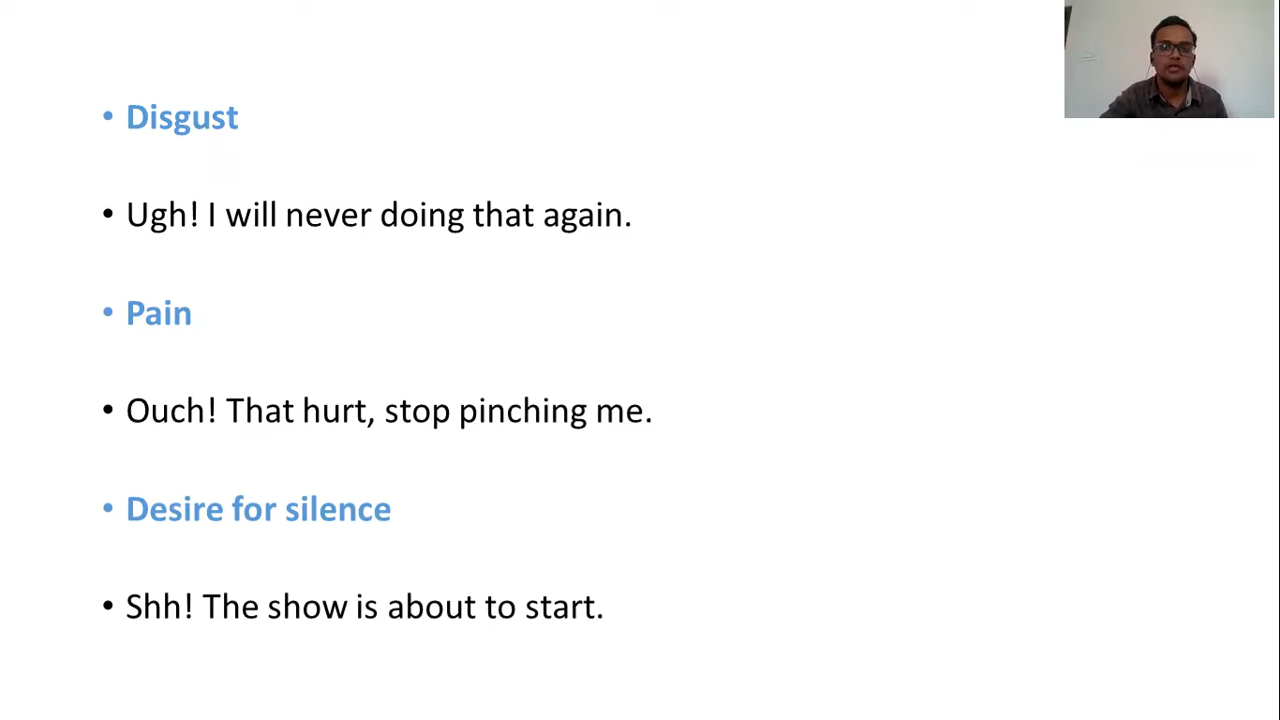 • Disgust
• Ugh! I will never doing that again.
• Pain
• Ouch! That hurt, stop pinching me.
• Desire for silence
• Shh! The show is about to start.